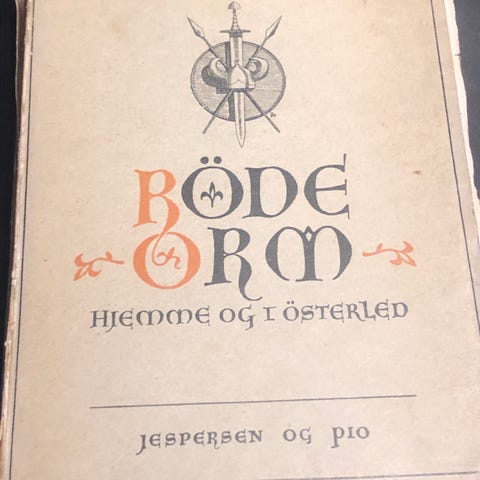 RÖDE
ORM
HJEMME OG I ÖSTERLED
JESPERSEN OG PIO